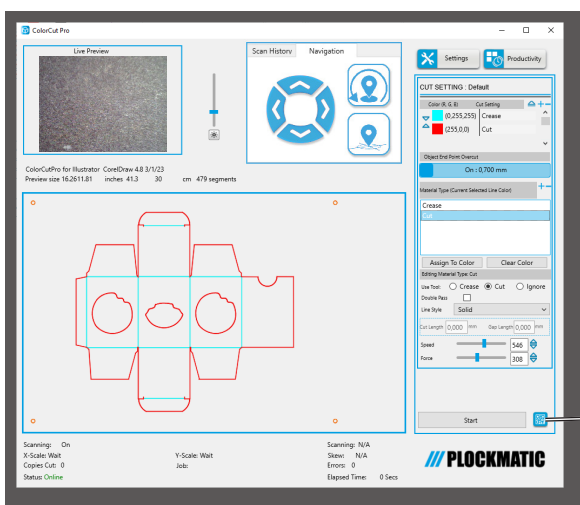 ColorCut Pro
Live Preview
Scan History Navigation
Settings
Productivity
CUT SETTING : Default
Color (R, G, B) Cut Setting
(0,255,255) Crease
(255,0,0) Cut
Object End Point Overcut
On : 0,700 mm
Material Type (Current Selected Line Color)
Crease
Cut
Assign To Color Clear Color
Editing Material Type: Cut
Use Tool: Crease Cut Ignore
Double Pass
Line Style Solid
Cut Length 0,000 mm Gap Length 0,000 mm
Speed 546
Force 308
Start
ColorCutPro for Illustrator CorelDraw 4.8 3/1/23
Preview size 16.2611.81 inches 41.3 30 cm 479 segments
Scanning: On
X-Scale: Wait Y-Scale: Wait
Copies Cut: 0 Job:
Status: Online
Scanning: N/A
Skew: N/A
Errors: 0
Elapsed Time: 0 Secs
PLOCKMATIC